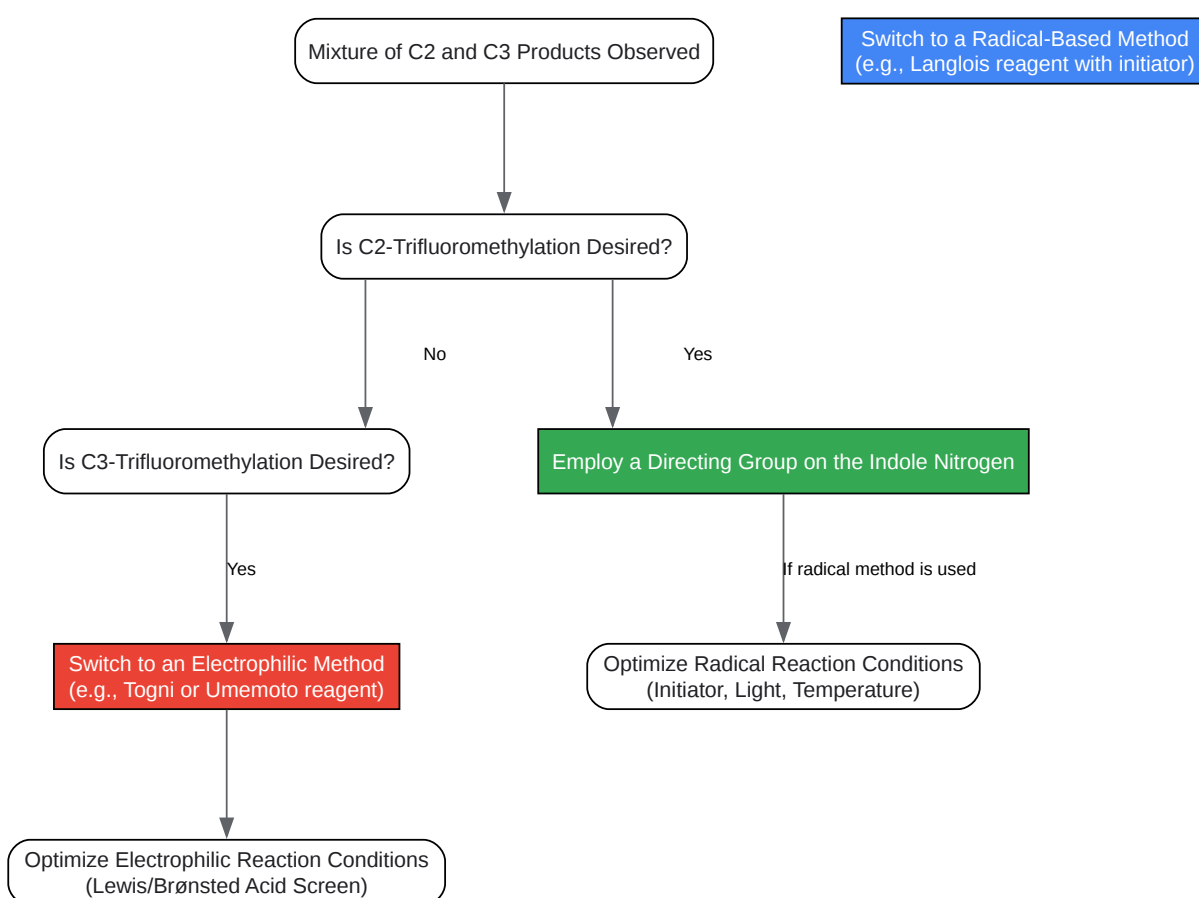 Mixture of C2 and C3 Products Observed
Switch to a Radical-Based Method
(e.g., Langlois reagent with initiator)
Is C2-Trifluoromethylation Desired?
No
Yes
Is C3-Trifluoromethylation Desired?
Employ a Directing Group on the Indole Nitrogen
Yes
If radical method is used
Switch to an Electrophilic Method
(e.g., Togni or Umemoto reagent)
Optimize Radical Reaction Conditions
(Initiator, Light, Temperature)
Optimize Electrophilic Reaction Conditions
(Lewis/Brønsted Acid Screen)